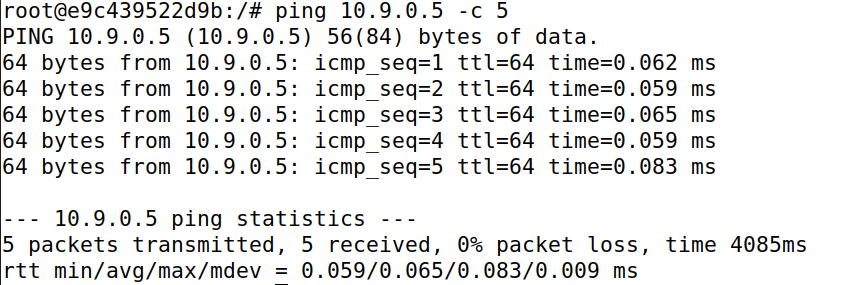 root@e9c439522d9b:/# ping 10.9.0.5 -c 5
PING 10.9.0.5 (10.9.0.5) 56(84) bytes of data.
64 bytes from 10.9.0.5: icmp_seq=1 ttl=64 time=0.062 ms
64 bytes from 10.9.0.5: icmp_seq=2 ttl=64 time=0.059 ms
64 bytes from 10.9.0.5: icmp_seq=3 ttl=64 time=0.065 ms
64 bytes from 10.9.0.5: icmp_seq=4 ttl=64 time=0.059 ms
64 bytes from 10.9.0.5: icmp_seq=5 ttl=64 time=0.083 ms

--- 10.9.0.5 ping statistics ---
5 packets transmitted, 5 received, 0% packet loss, time 4085ms
rtt min/avg/max/mdev = 0.059/0.065/0.083/0.009 ms